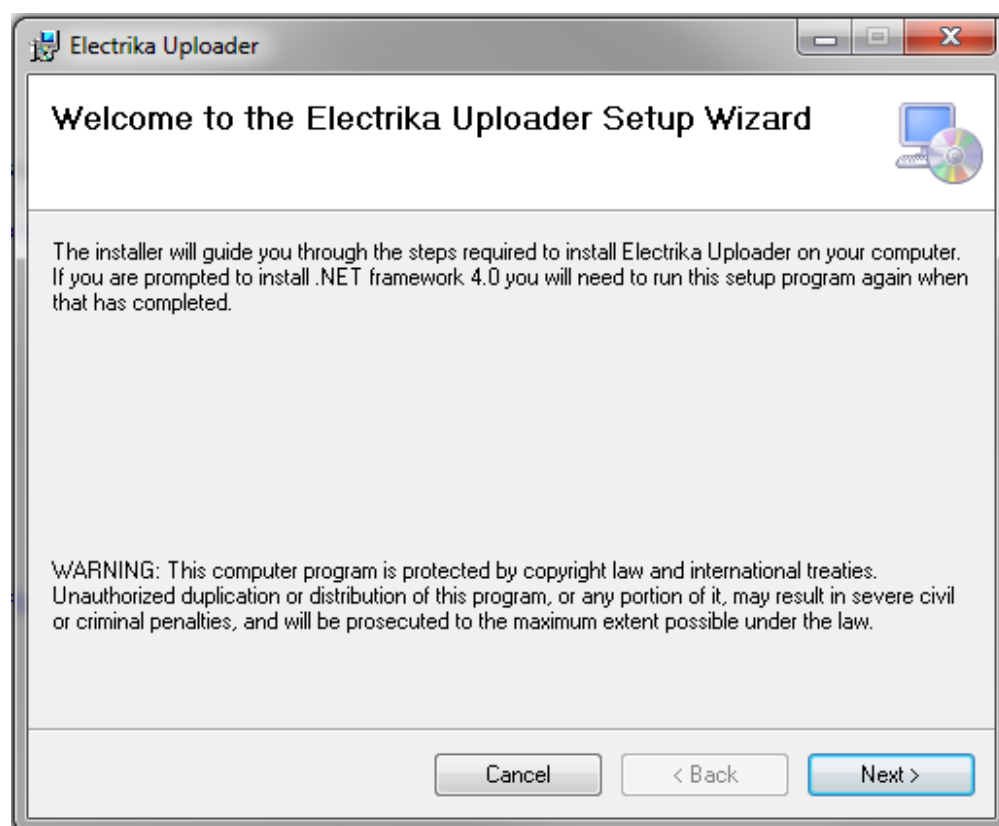 Electrika Uploader
Welcome to the Electrika Uploader Setup Wizard
The installer will guide you through the steps required to install Electrika Uploader on your computer.
If you are prompted to install .NET framework 4.0 you will need to run this setup program again when
that has completed.
WARNING: This computer program is protected by copyright law and international treaties.
Unauthorized duplication or distribution of this program, or any portion of it, may result in severe civil
or criminal penalties, and will be prosecuted to the maximum extent possible under the law.
Cancel < Back Next >